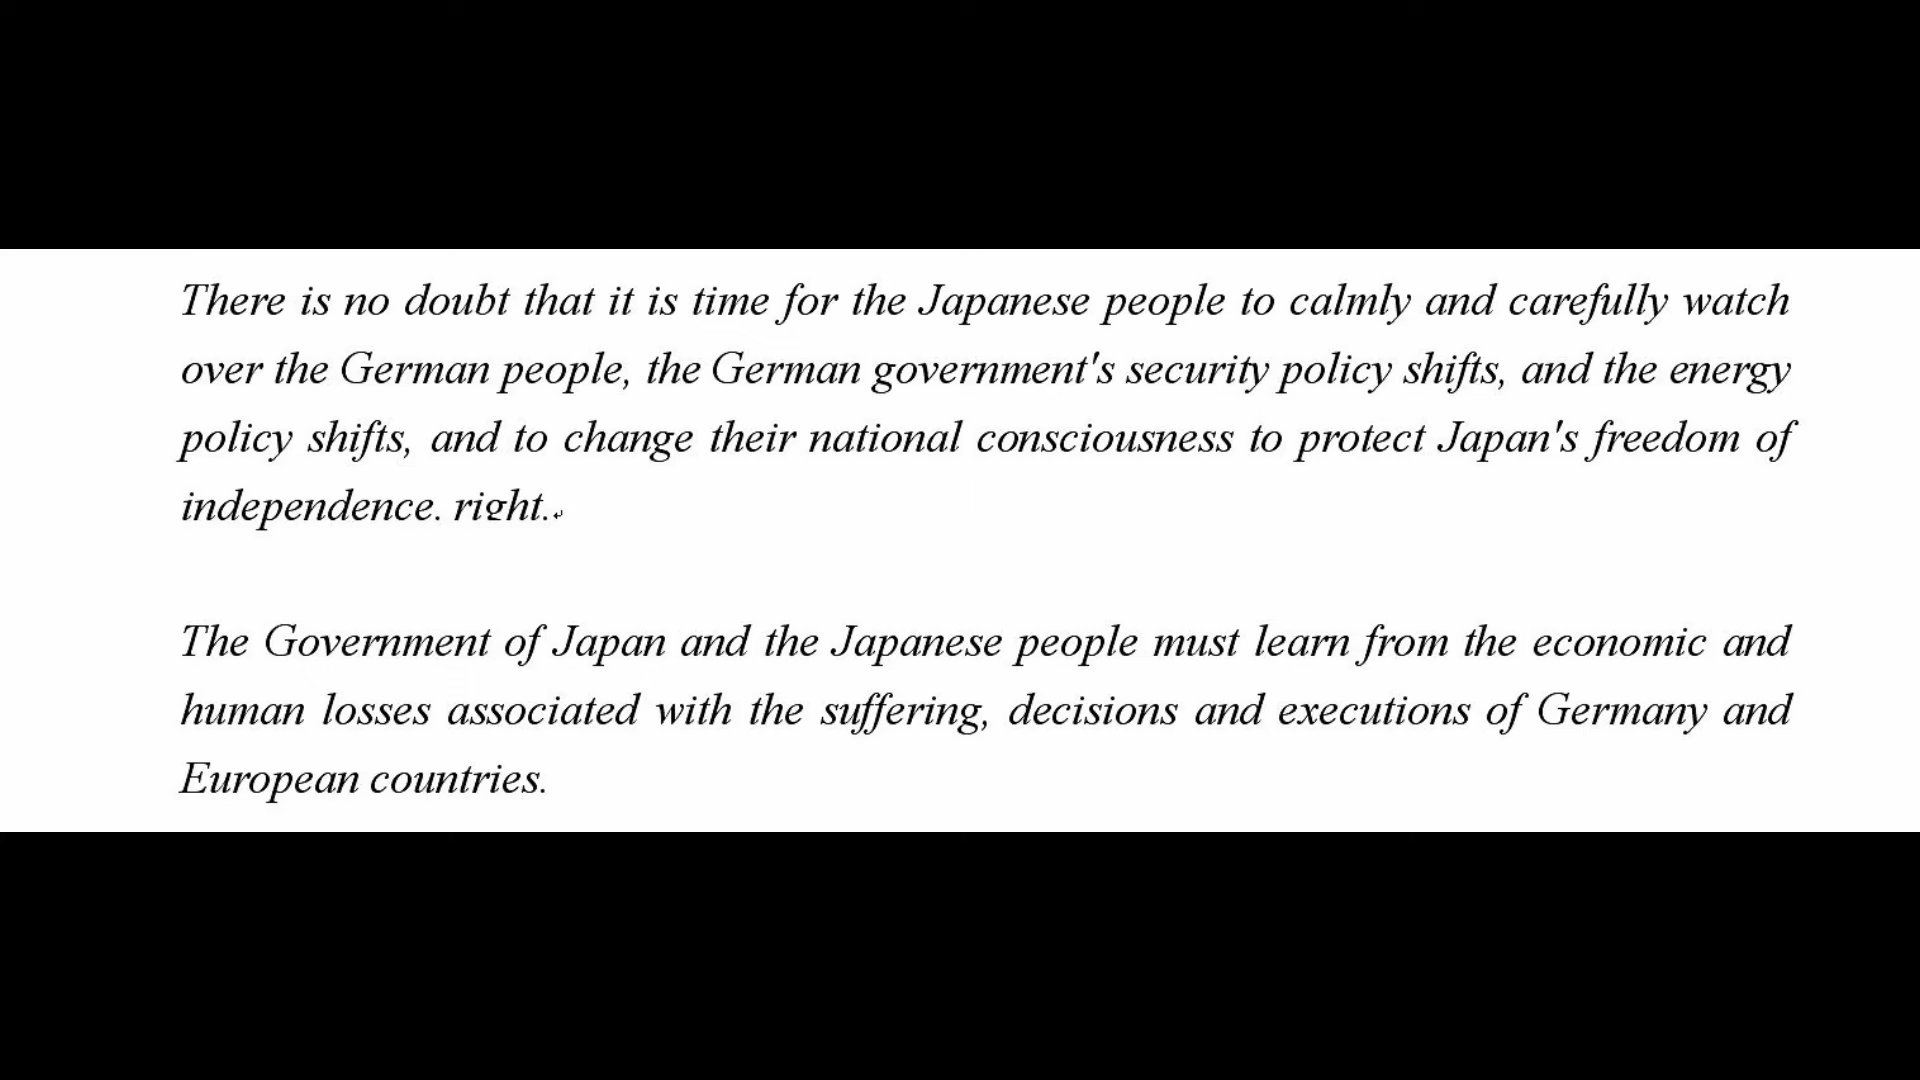 There is no doubt that it is time for the Japanese people to calmly and carefully watch
over the German people, the German government's security policy shifts, and the energy
policy shifts, and to change their national consciousness to protect Japan's freedom of
independence. right.↵
The Government of Japan and the Japanese people must learn from the economic and
human losses associated with the suffering, decisions and executions of Germany and
European countries.